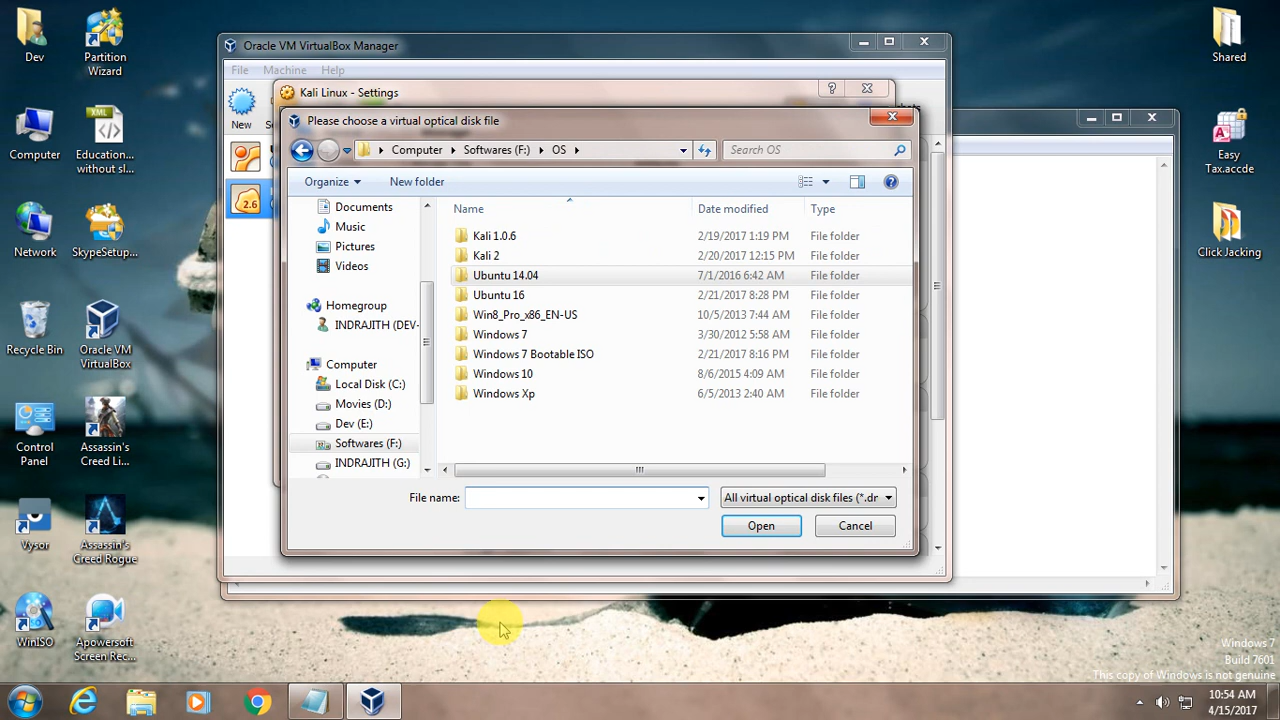 Dev
Partition
Wizard
Computer
Education...
without sl...
Network
SkypeSetup...
Recycle Bin
Oracle VM
VirtualBox
Control
Panel
Assassin's
Creed Li...
Vysor
Assassin's
Creed Rogue
WinISO
Apowersoft
Screen Rec...
Oracle VM VirtualBox Manager
File Machine Help
New
Kali Linux - Settings
Please choose a virtual optical disk file
Computer Softwares (F:) OS
Search OS
Organize
New folder
Documents
Music
Pictures
Videos
Homegroup
INDRAJITH (DEV-
Computer
Local Disk (C:)
Movies (D:)
Dev (E:)
Softwares (F:)
INDRAJITH (G:)
Name Date modified Type
Kali 1.0.6 2/19/2017 1:19 PM File folder
Kali 2 2/20/2017 12:15 PM File folder
Ubuntu 14.04 7/1/2016 6:42 AM File folder
Ubuntu 16 2/21/2017 8:28 PM File folder
Win8_Pro_x86_EN-US 10/5/2013 7:44 AM File folder
Windows 7 3/30/2012 5:58 AM File folder
Windows 7 Bootable ISO 2/21/2017 8:16 PM File folder
Windows 10 8/6/2015 4:09 AM File folder
Windows Xp 6/5/2013 2:40 AM File folder
File name:
All virtual optical disk files (*.dr
Open
Cancel
2.6
Shared
Easy
Tax.accde
Click Jacking
Windows 7
Build 7601
This copy of Windows is not genuine
10:54 AM
4/15/2017